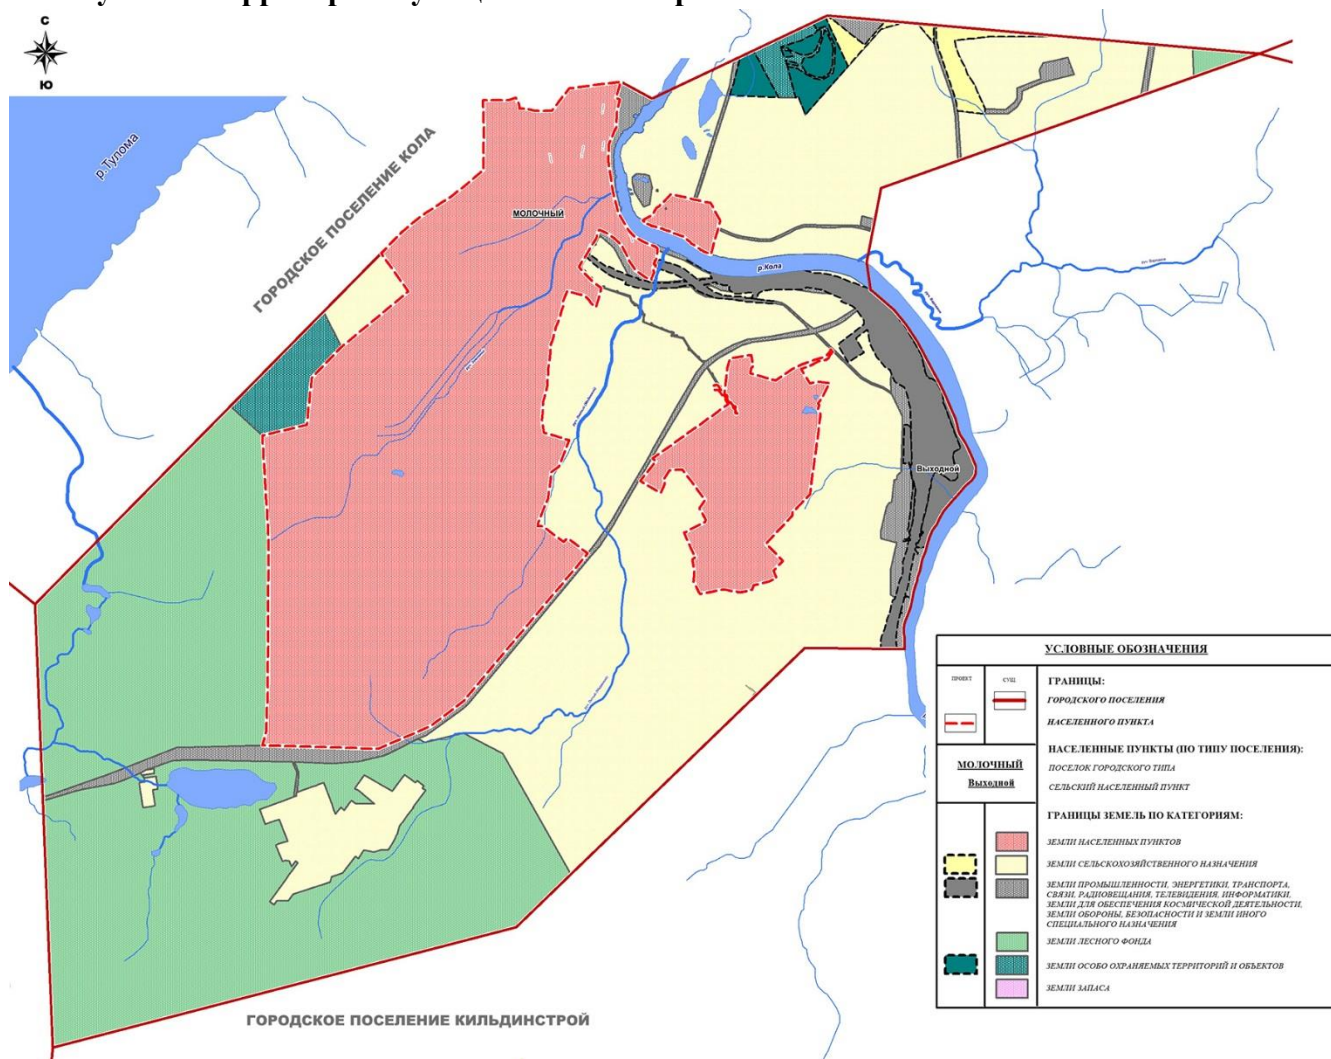 С
Ю
р.Тулома
ГОРОДСКОЕ ПОСЕЛЕНИЕ КОЛА
МОЛОЧНЫЙ
р.Кола
Выходной
ГОРОДСКОЕ ПОСЕЛЕНИЕ КИЛЬДИНСТРОЙ
УСЛОВНЫЕ ОБОЗНАЧЕНИЯ
ПРОЕКТ
СУЩ
ГРАНИЦЫ:
ГОРОДСКОГО ПОСЕЛЕНИЯ
НАСЕЛЕННОГО ПУНКТА
МОЛОЧНЫЙ
Выходной
НАСЕЛЕННЫЕ ПУНКТЫ (ПО ТИПУ ПОСЕЛЕНИЯ):
ПОСЕЛОК ГОРОДСКОГО ТИПА
СЕЛЬСКИЙ НАСЕЛЕННЫЙ ПУНКТ
ГРАНИЦЫ ЗЕМЕЛЬ ПО КАТЕГОРИЯМ:
ЗЕМЛИ НАСЕЛЕННЫХ ПУНКТОВ
ЗЕМЛИ СЕЛЬСКОХОЗЯЙСТВЕННОГО НАЗНАЧЕНИЯ
ЗЕМЛИ ПРОМЫШЛЕННОСТИ, ЭНЕРГЕТИКИ, ТРАНСПОРТА,
СВЯЗИ, РАДИОВЕЩАНИЯ, ТЕЛЕВИДЕНИЯ, ИНФОРМАТИКИ,
ЗЕМЛИ ДЛЯ ОБЕСПЕЧЕНИЯ КОСМИЧЕСКОЙ ДЕЯТЕЛЬНОСТИ,
ЗЕМЛИ ОБОРОНЫ, БЕЗОПАСНОСТИ И ЗЕМЛИ ИНОГО
СПЕЦИАЛЬНОГО НАЗНАЧЕНИЯ
ЗЕМЛИ ЛЕСНОГО ФОНДА
ЗЕМЛИ ОСОБО ОХРАНЯЕМЫХ ТЕРРИТОРИЙ И ОБЪЕКТОВ
ЗЕМЛИ ЗАПАСА